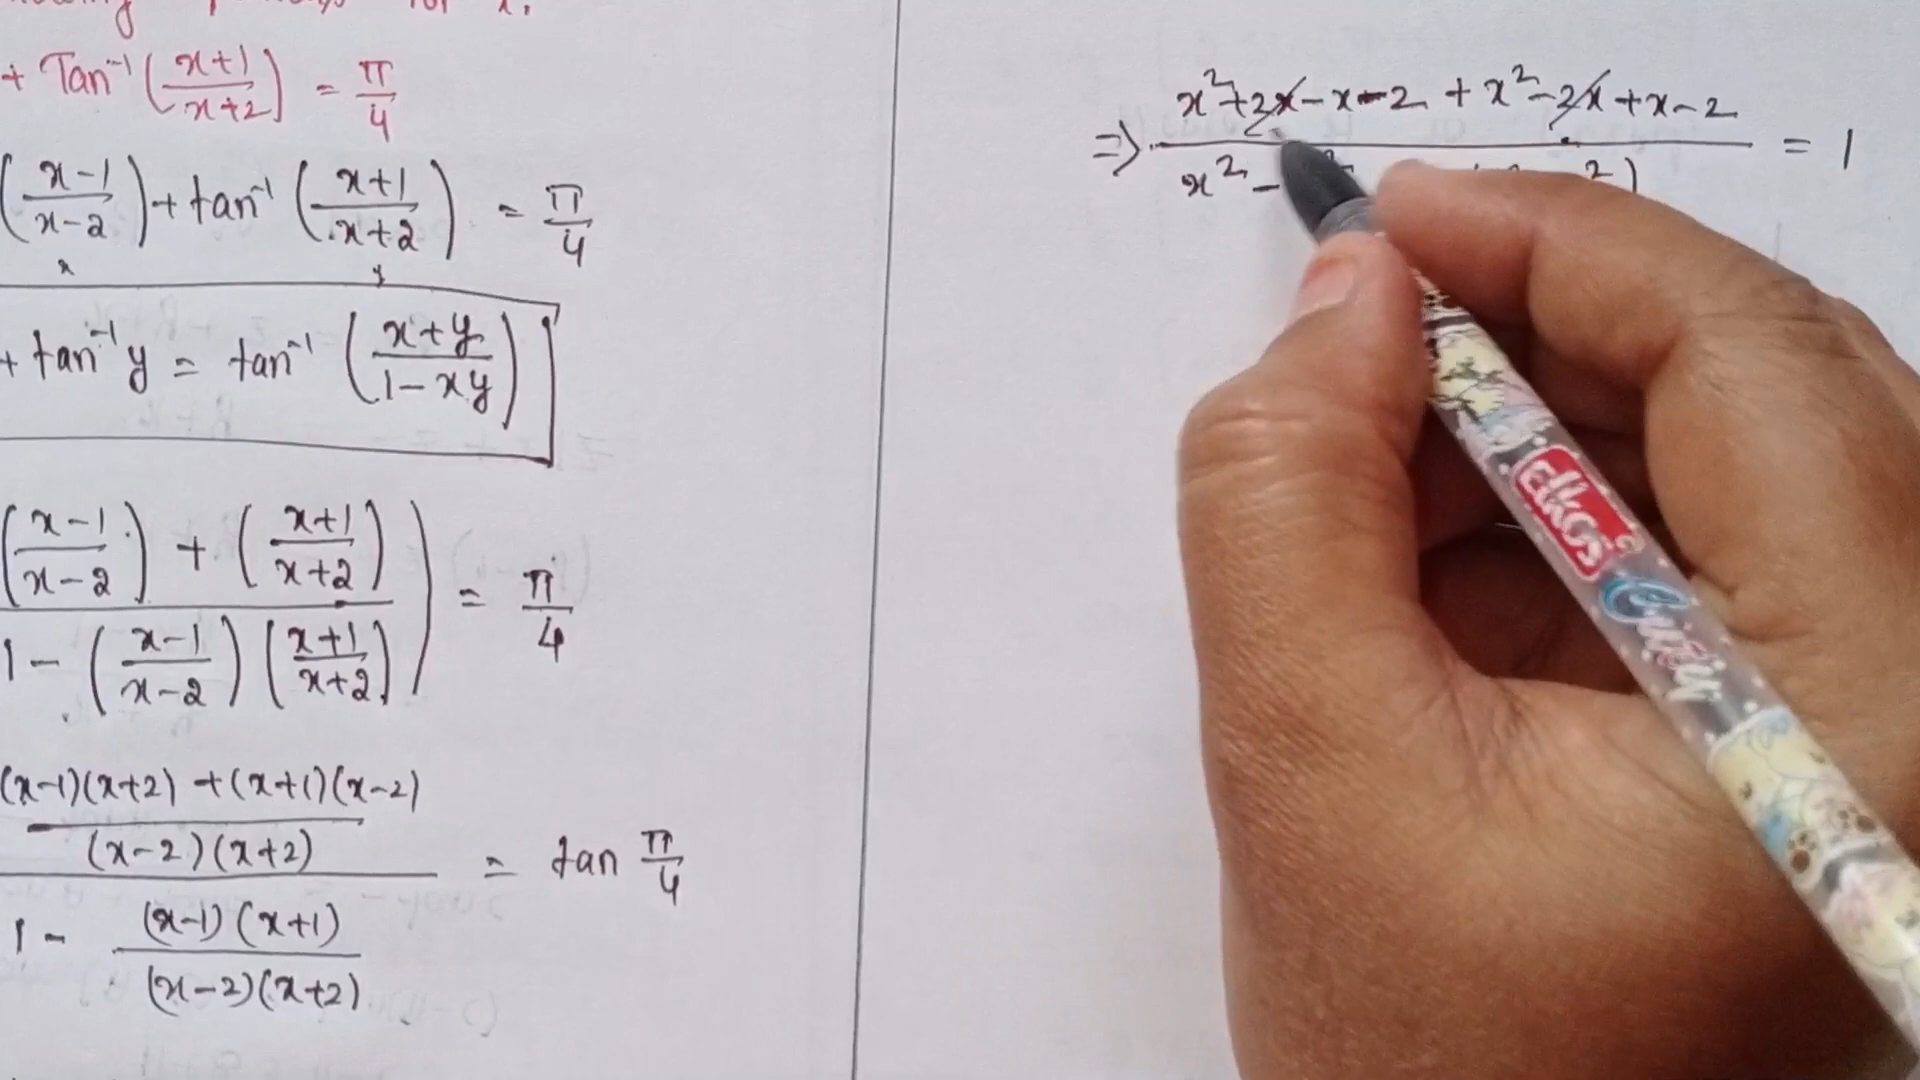 + Tan⁻¹ (x+1 / x+2) = π/4
(x-1 / x-2) + tan⁻¹ (x+1 / x+2) = π/4
x y
+ tan⁻¹ y = tan⁻¹ (x+y / 1-xy)
(x-1 / x-2) + (x+1 / x+2)
1 - (x-1 / x-2) (x+1 / x+2) ) = π/4
(x-1)(x+2) + (x+1)(x-2)
(x-2)(x+2)
= tan π/4
1 - (x-1)(x+1)
(x-2)(x+2)
⇒ x²+2x-x-2 + x²-2x+x-2
x² - = 1
Elkos